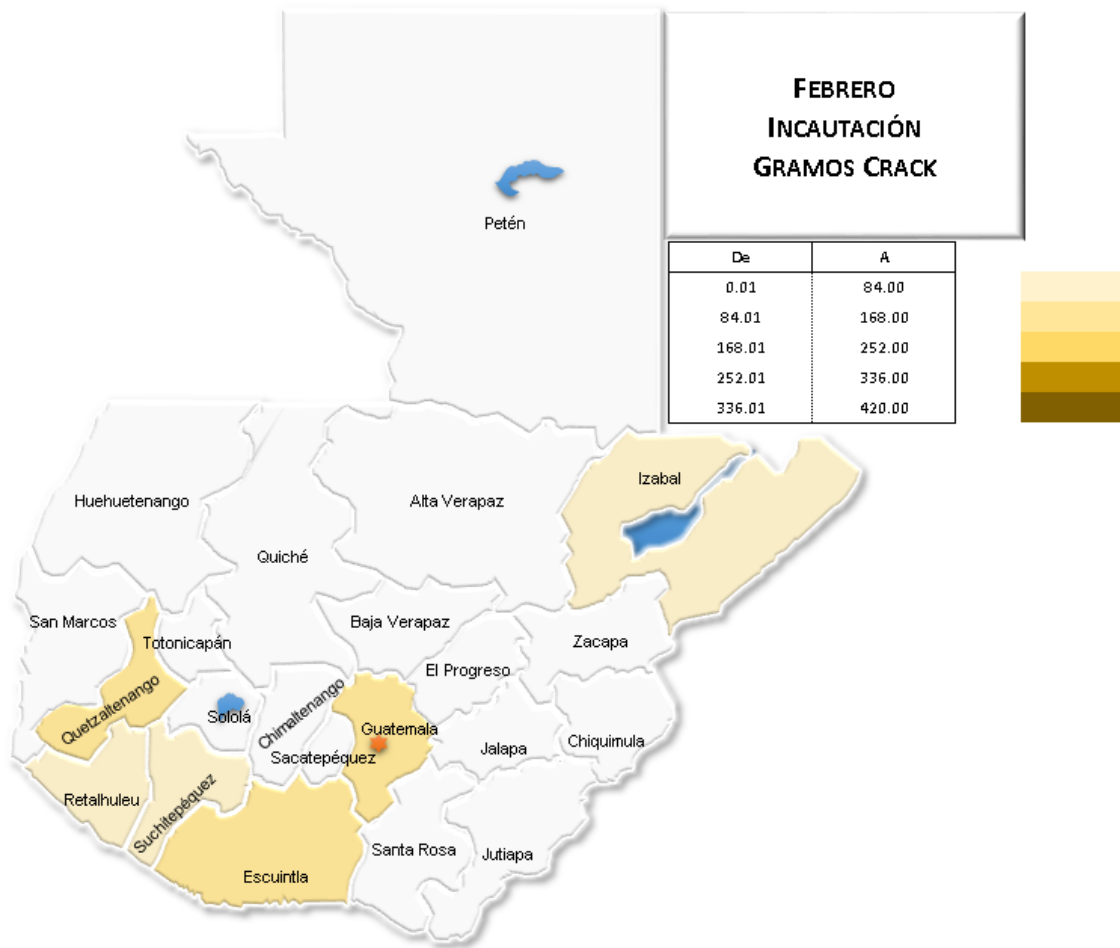 FEBRERO
INCAUTACIÓN
GRAMOS CRACK
Petén
De A
0.01 84.00
84.01 168.00
168.01 252.00
252.01 336.00
336.01 420.00
Izabal
Huehuetenango
Alta Verapaz
Quiché
San Marcos
Totonicapán
Baja Verapaz
Zacapa
El Progreso
Quetzaltenango
Sololá
Chimaltenango
Guatemala
Sacatepéquez
Jalapa
Chiquimula
Retalhuleu
Suchitepéquez
Santa Rosa
Jutiapa
Escuintla